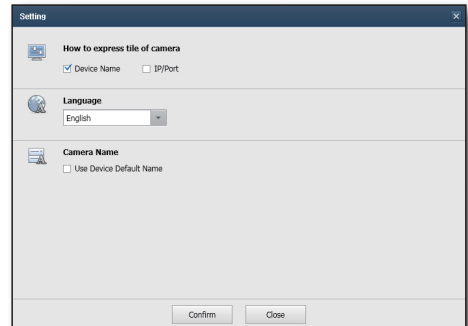 Setting
How to express tile of camera
Device Name IP/Port
Language
English
Camera Name
Use Device Default Name
Confirm Close